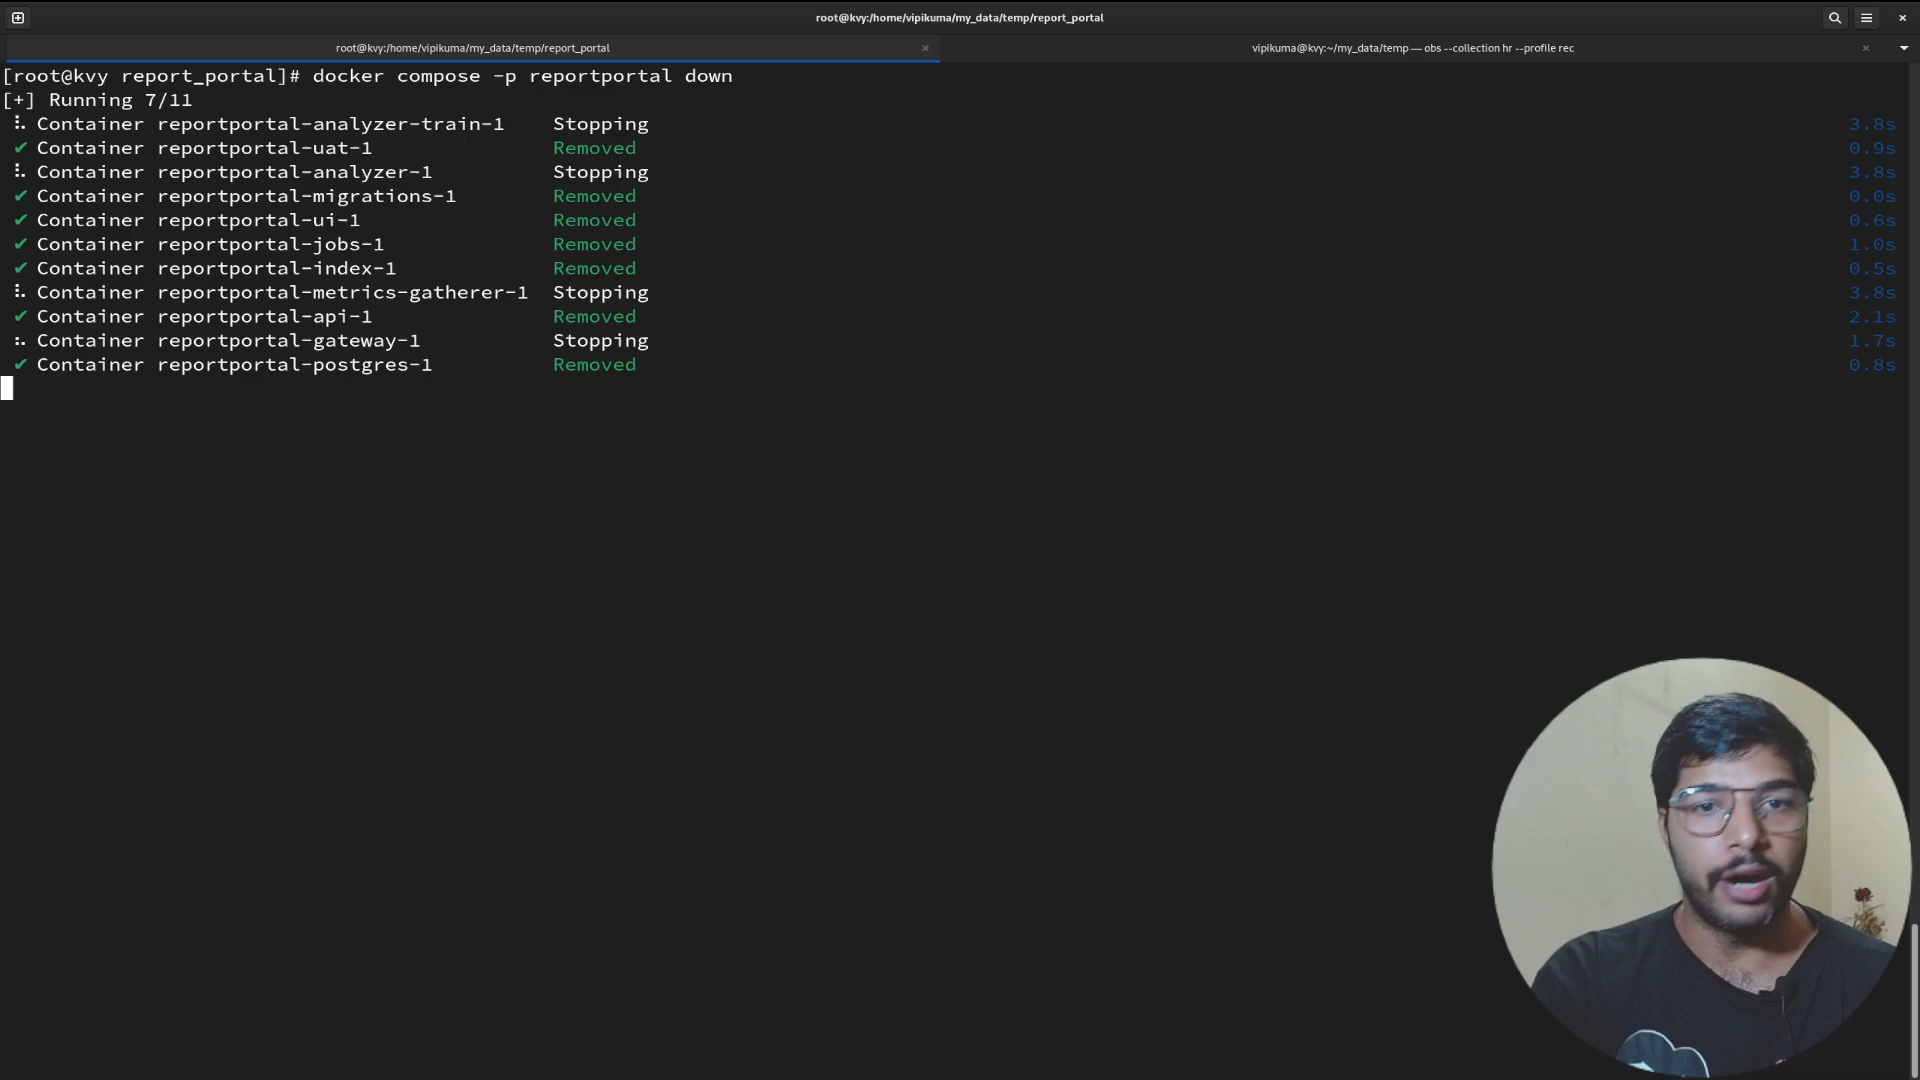 root@kvy:/home/vipikuma/my_data/temp/report_portal
root@kvy:/home/vipikuma/my_data/temp/report_portal
vipikuma@kvy:~/my_data/temp — obs --collection hr --profile rec
[root@kvy report_portal]# docker compose -p reportportal down
[+] Running 7/11
Container reportportal-analyzer-train-1 Stopping 3.8s
✔ Container reportportal-uat-1 Removed 0.9s
Container reportportal-analyzer-1 Stopping 3.8s
✔ Container reportportal-migrations-1 Removed 0.0s
✔ Container reportportal-ui-1 Removed 0.6s
✔ Container reportportal-jobs-1 Removed 1.0s
✔ Container reportportal-index-1 Removed 0.5s
Container reportportal-metrics-gatherer-1 Stopping 3.8s
✔ Container reportportal-api-1 Removed 2.1s
Container reportportal-gateway-1 Stopping 1.7s
✔ Container reportportal-postgres-1 Removed 0.8s